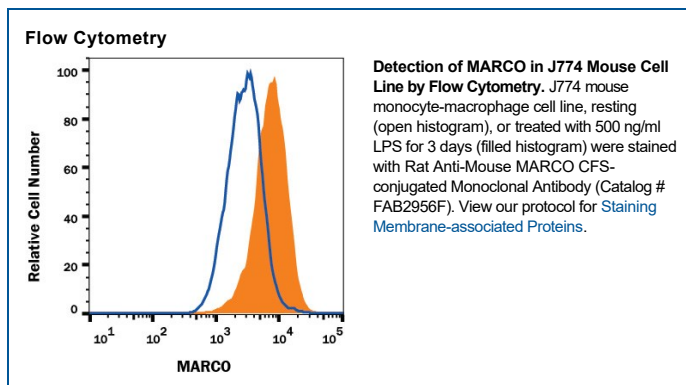 Flow Cytometry
100
80
60
40
20
0
Relative Cell Number
10¹ 10² 10³ 10⁴ 10⁵
MARCO
Detection of MARCO in J774 Mouse Cell
Line by Flow Cytometry. J774 mouse
monocyte-macrophage cell line, resting
(open histogram), or treated with 500 ng/ml
LPS for 3 days (filled histogram) were stained
with Rat Anti-Mouse MARCO CFS-
conjugated Monoclonal Antibody (Catalog #
FAB2956F). View our protocol for Staining
Membrane-associated Proteins.